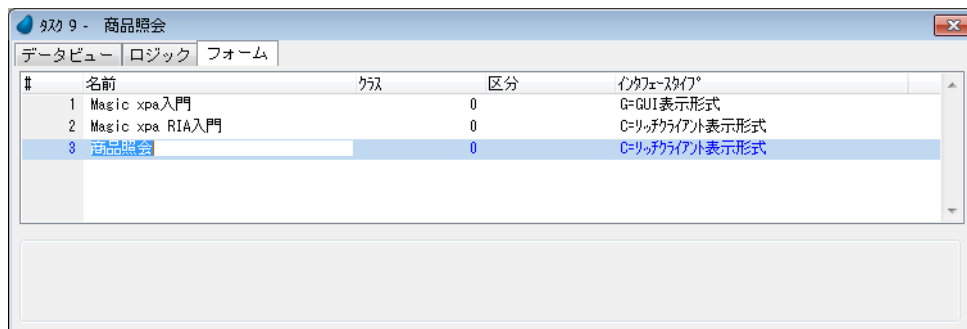 ﾀｽｸ 9 - 商品照会
データビュー ロジック フォーム
# 名前 ｸﾗｽ 区分 ｲﾝﾀﾌｪｰｽﾀｲﾌﾟ
1 Magic xpa入門 0 G=GUI表示形式
2 Magic xpa RIA入門 0 C=ﾘｯﾁｸﾗｲｱﾝﾄ表示形式
3 商品照会 0 C=ﾘｯﾁｸﾗｲｱﾝﾄ表示形式